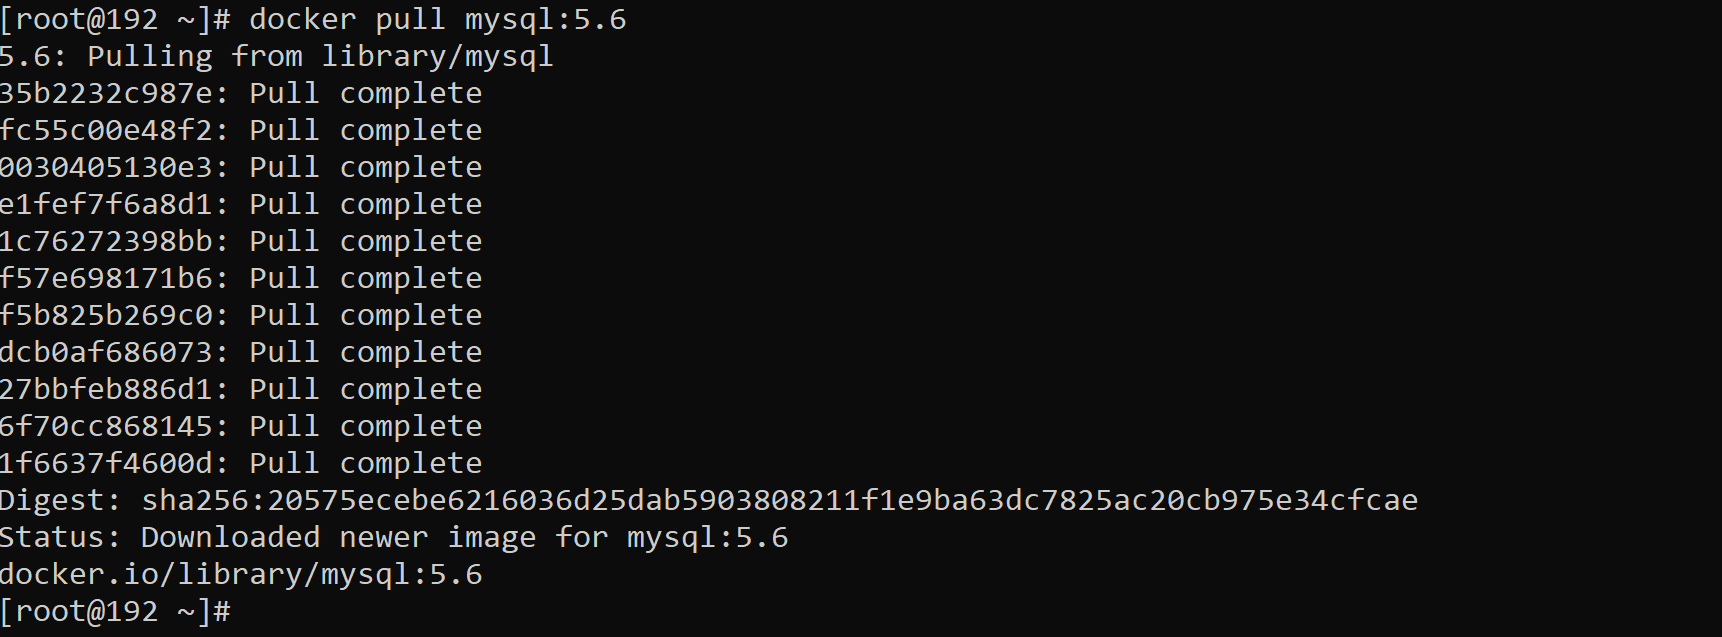 [root@192 ~]# docker pull mysql:5.6
5.6: Pulling from library/mysql
35b2232c987e: Pull complete
fc55c00e48f2: Pull complete
0030405130e3: Pull complete
e1fef7f6a8d1: Pull complete
1c76272398bb: Pull complete
f57e698171b6: Pull complete
f5b825b269c0: Pull complete
dcb0af686073: Pull complete
27bbfeb886d1: Pull complete
6f70cc868145: Pull complete
1f6637f4600d: Pull complete
Digest: sha256:20575ecebe6216036d25dab5903808211f1e9ba63dc7825ac20cb975e34cfcae
Status: Downloaded newer image for mysql:5.6
docker.io/library/mysql:5.6
[root@192 ~]#